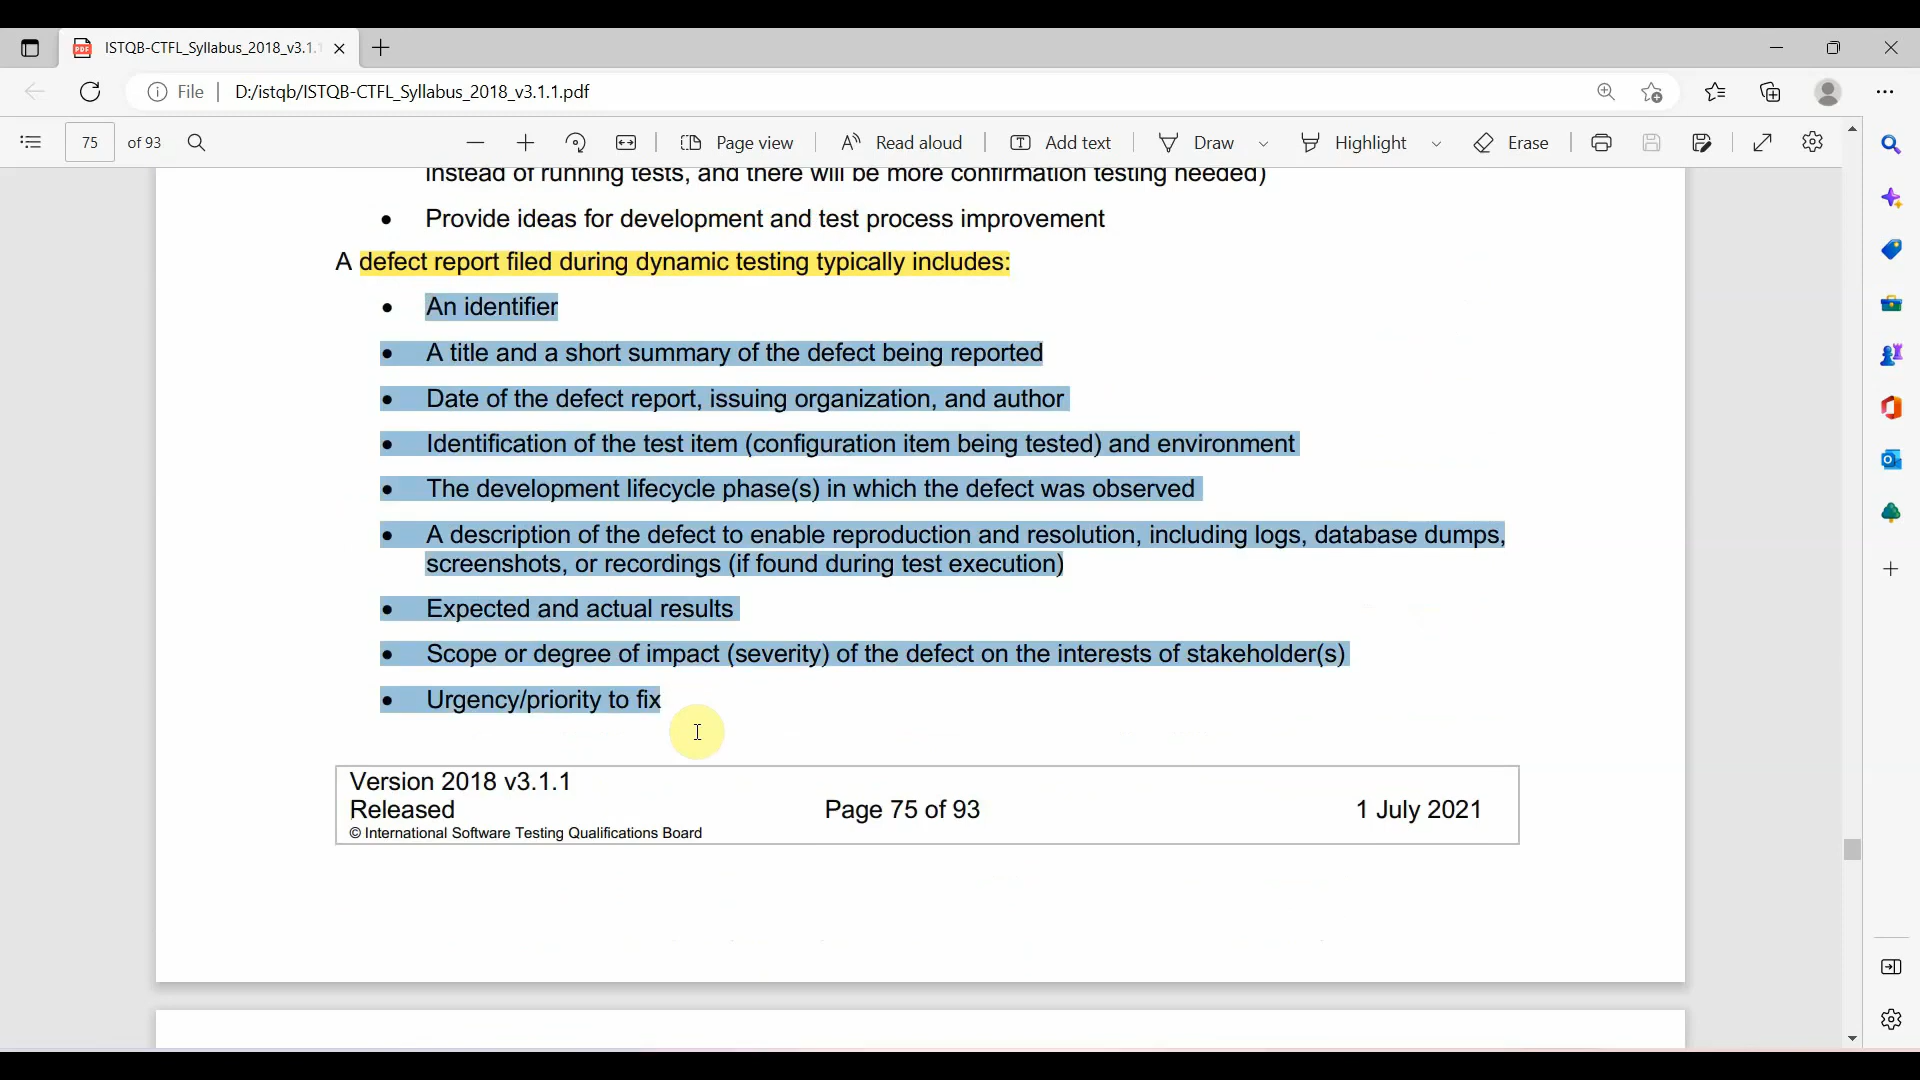 ISTQB-CTFL_Syllabus_2018_v3.1.1
File D:/istqb/ISTQB-CTFL_Syllabus_2018_v3.1.1.pdf
75 of 93 Page view Read aloud Add text Draw Highlight Erase
instead of running tests, and there will be more confirmation testing needed)
• Provide ideas for development and test process improvement
A defect report filed during dynamic testing typically includes:
• An identifier
• A title and a short summary of the defect being reported
• Date of the defect report, issuing organization, and author
• Identification of the test item (configuration item being tested) and environment
• The development lifecycle phase(s) in which the defect was observed
• A description of the defect to enable reproduction and resolution, including logs, database dumps,
screenshots, or recordings (if found during test execution)
• Expected and actual results
• Scope or degree of impact (severity) of the defect on the interests of stakeholder(s)
• Urgency/priority to fix
Version 2018 v3.1.1
Released Page 75 of 93 1 July 2021
© International Software Testing Qualifications Board